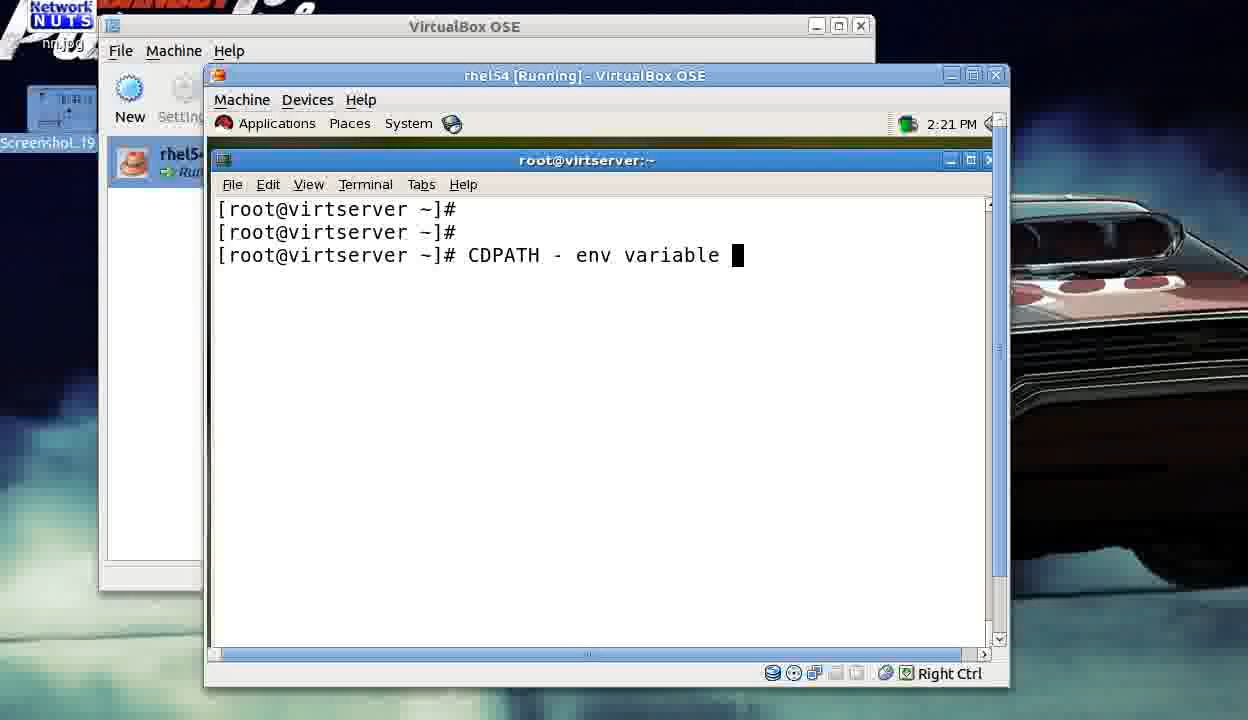 Network
NUTS
nn.jpg
VirtualBox OSE
File Machine Help
New
rhel54 [Running] - VirtualBox OSE
Machine Devices Help
Applications Places System
2:21 PM
Screenshot_19
rhel54
root@virtserver:~
File Edit View Terminal Tabs Help
[root@virtserver ~]#
[root@virtserver ~]#
[root@virtserver ~]# CDPATH - env variable
Right Ctrl